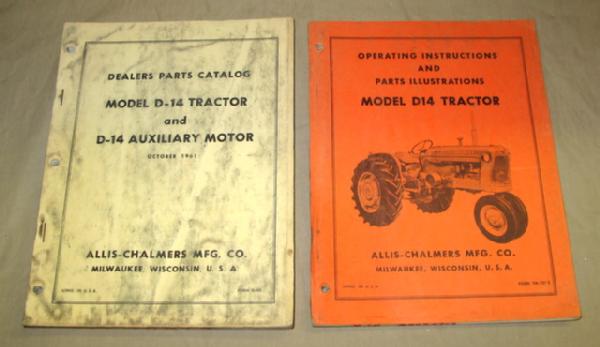 DEALERS PARTS CATALOG
MODEL D-14 TRACTOR
and
D-14 AUXILIARY MOTOR
OCTOBER 1961
ALLIS-CHALMERS MFG. CO.
MILWAUKEE, WISCONSIN, U. S. A.
OPERATING INSTRUCTIONS
AND
PARTS ILLUSTRATIONS
MODEL D14 TRACTOR
ALLIS-CHALMERS MFG. CO.
MILWAUKEE, WISCONSIN, U. S. A.